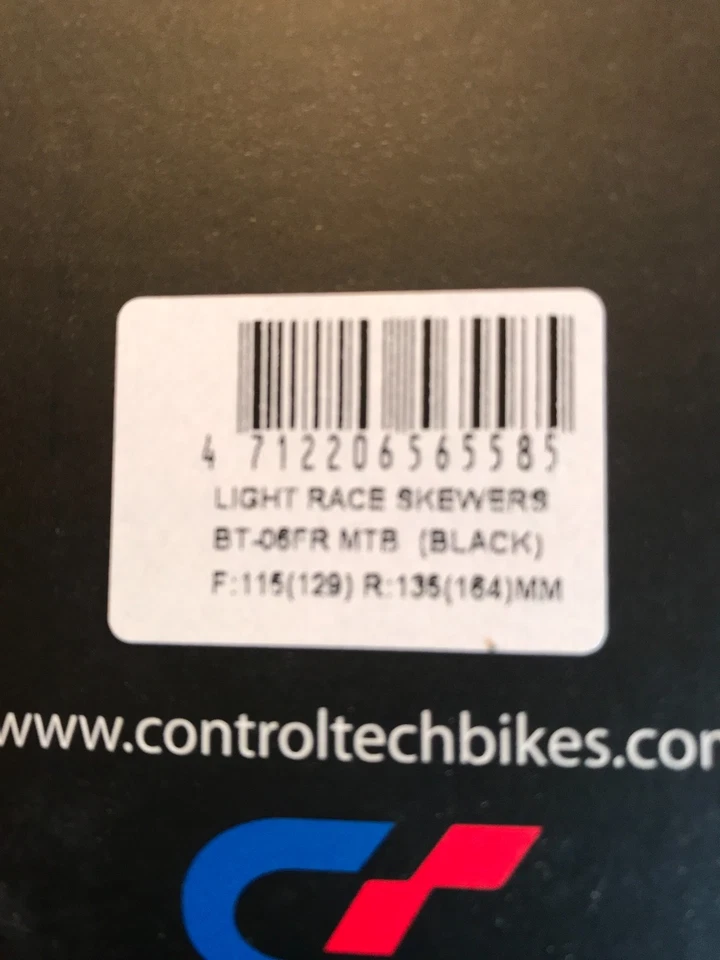 4 712206 565585
LIGHT RACE SKEWERS
BT-06FR MTB (BLACK)
F:115(129) R:135(164)MM
www.controltechbikes.com